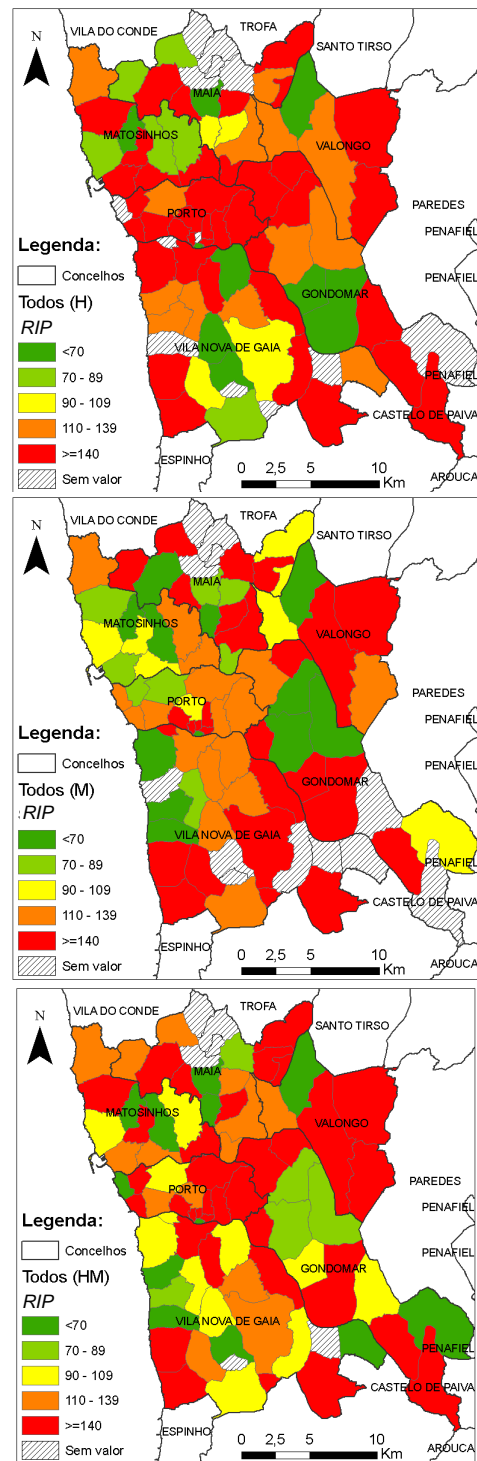 N
VILA DO CONDE
TROFA
SANTO TIRSO
MAIA
MATOSINHOS
VALONGO
PORTO
PAREDES
PENAFIEL
PENAFIEL
GONDOMAR
VILA NOVA DE GAIA
PENAFIEL
CASTELO DE PAIVA
ESPINHO
AROUCA
Legenda:
Concelhos
Todos (H)
RIP
<70
70 - 89
90 - 109
110 - 139
>=140
Sem valor
0 2,5 5 10
Km
N
VILA DO CONDE
TROFA
SANTO TIRSO
MAIA
MATOSINHOS
VALONGO
PORTO
PAREDES
PENAFIEL
PENAFIEL
GONDOMAR
VILA NOVA DE GAIA
PENAFIEL
CASTELO DE PAIVA
ESPINHO
AROUCA
Legenda:
Concelhos
Todos (M)
RIP
<70
70 - 89
90 - 109
110 - 139
>=140
Sem valor
0 2,5 5 10
Km
N
VILA DO CONDE
TROFA
SANTO TIRSO
MAIA
MATOSINHOS
VALONGO
PORTO
PAREDES
PENAFIEL
PENAFIEL
GONDOMAR
VILA NOVA DE GAIA
PENAFIEL
CASTELO DE PAIVA
ESPINHO
AROUCA
Legenda:
Concelhos
Todos (HM)
RIP
<70
70 - 89
90 - 109
110 - 139
>=140
Sem valor
0 2,5 5 10
Km